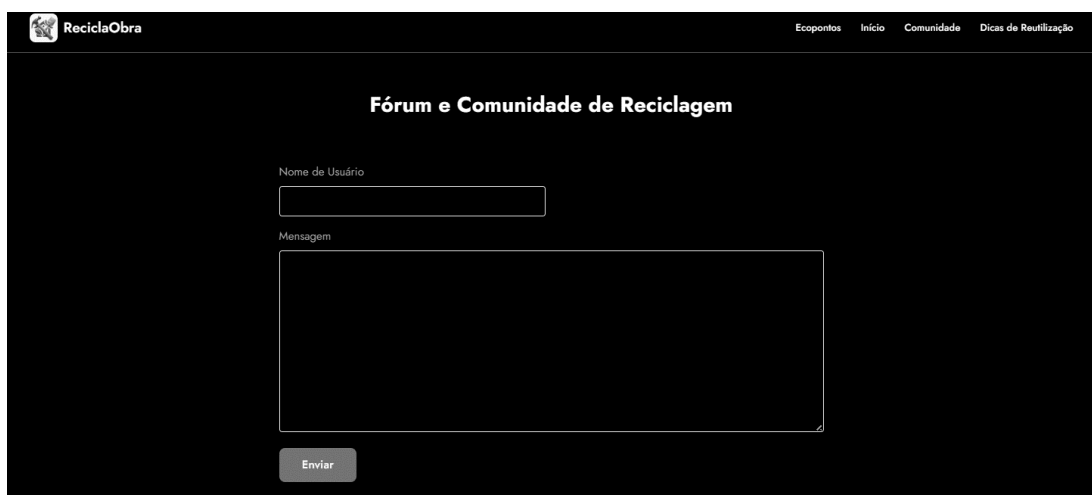 ReciclaObra
Ecopontos Início Comunidade Dicas de Reutilização
Fórum e Comunidade de Reciclagem
Nome de Usuário
Mensagem
Enviar